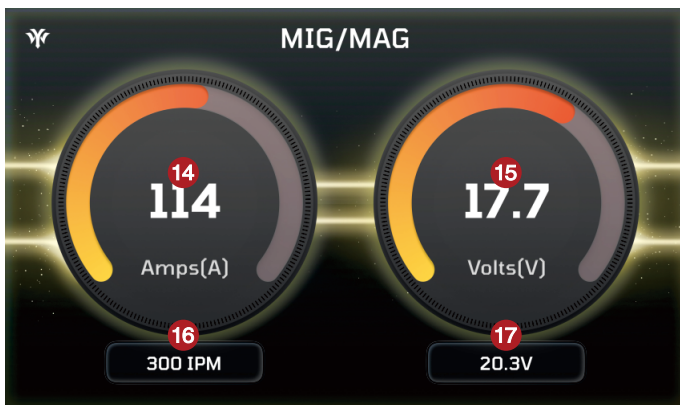 MIG/MAG
14
15
114
17.7
Amps(A)
Volts(V)
16
17
300 IPM
20.3V